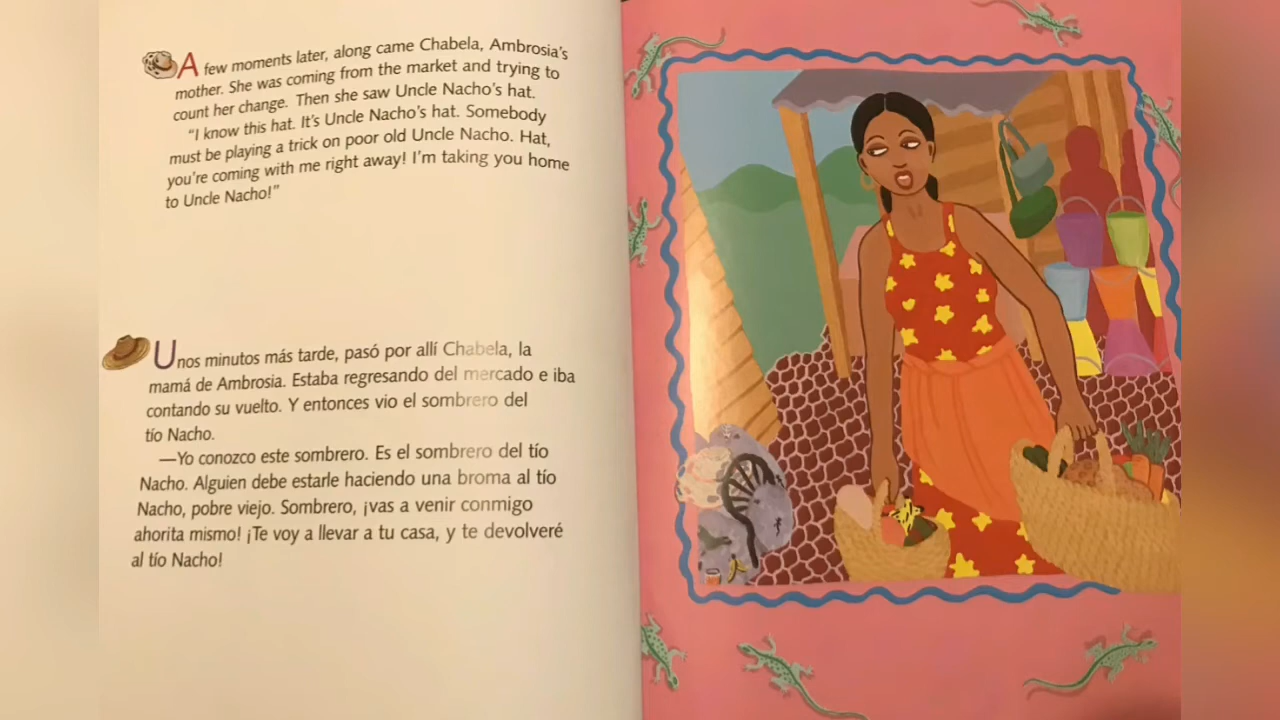 A few moments later, along came Chabela, Ambrosia's
mother. She was coming from the market and trying to
count her change. Then she saw Uncle Nacho's hat.
"I know this hat. It's Uncle Nacho's hat. Somebody
must be playing a trick on poor old Uncle Nacho. Hat,
you're coming with me right away! I'm taking you home
to Uncle Nacho!"
Unos minutos más tarde, pasó por allí Chabela, la
mamá de Ambrosia. Estaba regresando del mercado e iba
contando su vuelto. Y entonces vio el sombrero del
tío Nacho.
—Yo conozco este sombrero. Es el sombrero del tío
Nacho. Alguien debe estarle haciendo una broma al tío
Nacho, pobre viejo. Sombrero, ¡vas a venir conmigo
ahorita mismo! ¡Te voy a llevar a tu casa, y te devolveré
al tío Nacho!